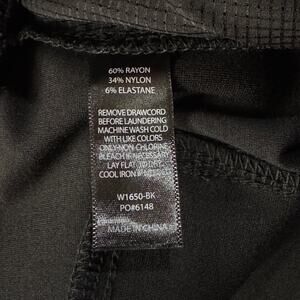 60% RAYON
34% NYLON
6% ELASTANE
REMOVE DRAWCORD
BEFORE LAUNDERING
MACHINE WASH COLD
WITH LIKE COLORS
ONLY NON-CHLORINE
BLEACH IF NECESSARY
LAY FLAT TO DRY
COOL IRON IF NEEDED
W1650-BK
PO#6148
MADE IN CHINA